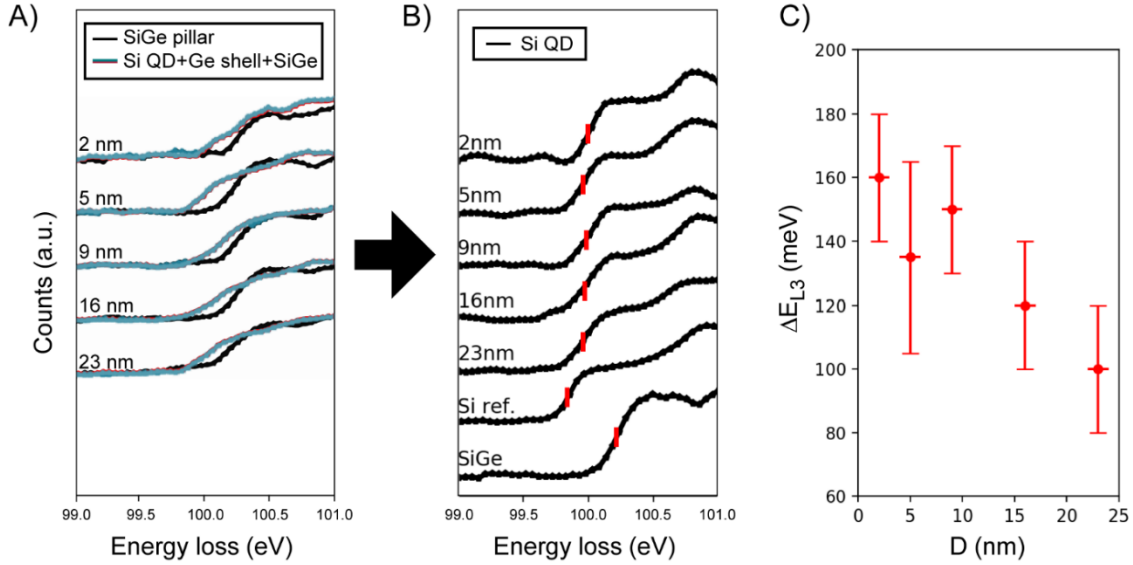 A)
SiGe pillar
Si QD+Ge shell+SiGe
2 nm
5 nm
9 nm
16 nm
23 nm
Counts (a.u.)
99.0 99.5 100.0 100.5 101.0
Energy loss (eV)
B)
Si QD
2nm
5nm
9nm
16nm
23nm
Si ref.
SiGe
99.0 99.5 100.0 100.5 101.0
Energy loss (eV)
C)
200
180
160
140
120
100
80
60
ΔE_L3 (meV)
0 5 10 15 20 25
D (nm)